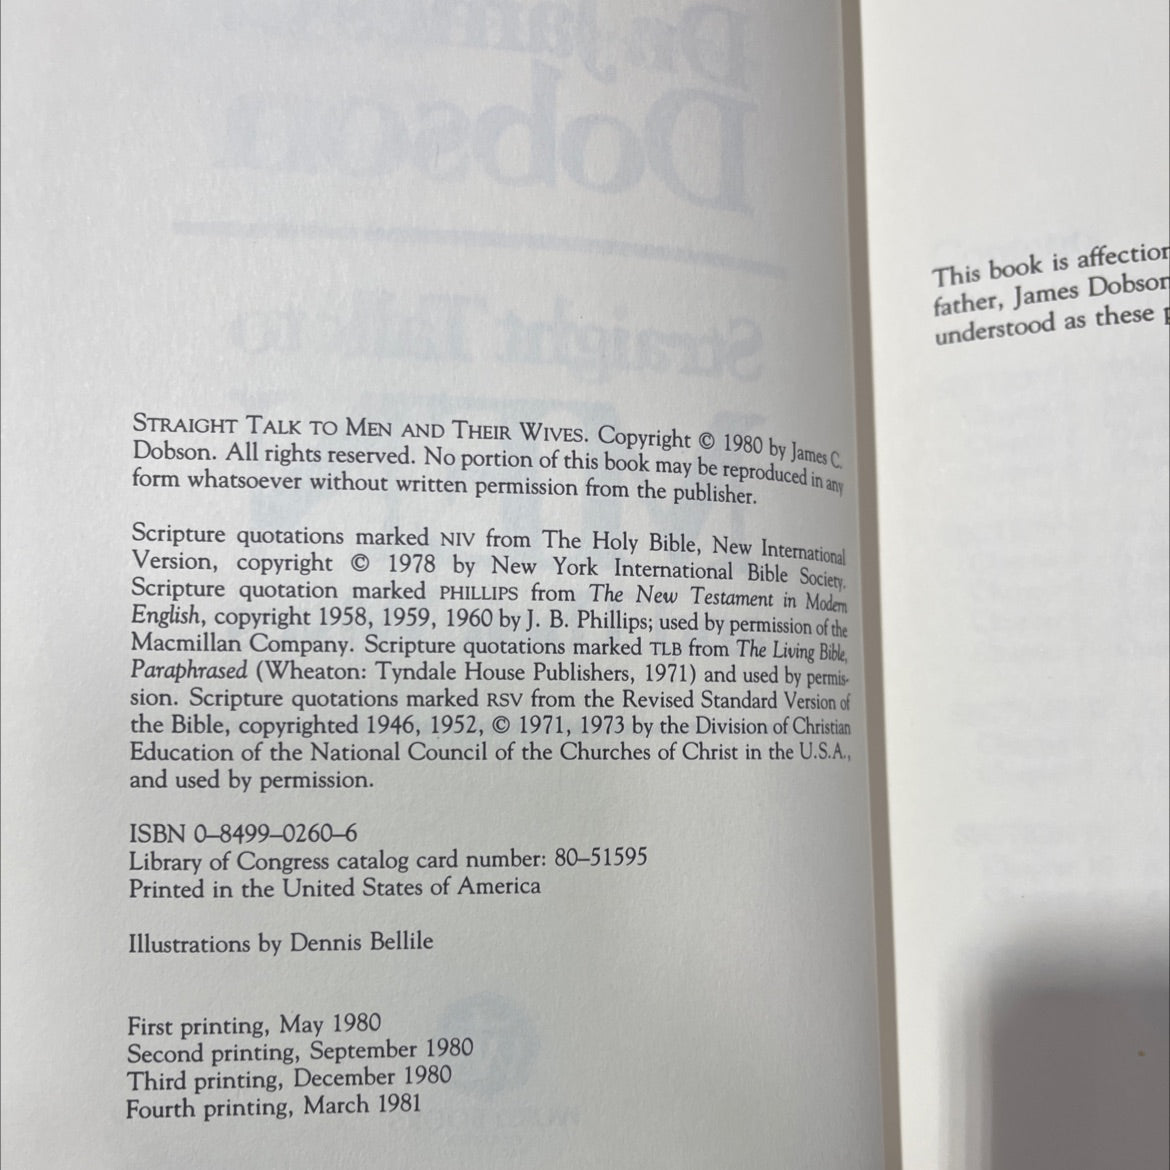 STRAIGHT TALK TO MEN AND THEIR WIVES. Copyright © 1980 by James C.
Dobson. All rights reserved. No portion of this book may be reproduced in any
form whatsoever without written permission from the publisher.
Scripture quotations marked NIV from The Holy Bible, New International
Version, copyright © 1978 by New York International Bible Society.
Scripture quotation marked PHILLIPS from The New Testament in Modern
English, copyright 1958, 1959, 1960 by J. B. Phillips; used by permission of the
Macmillan Company. Scripture quotations marked TLB from The Living Bible,
Paraphrased (Wheaton: Tyndale House Publishers, 1971) and used by permis-
sion. Scripture quotations marked RSV from the Revised Standard Version of
the Bible, copyrighted 1946, 1952, © 1971, 1973 by the Division of Christian
Education of the National Council of the Churches of Christ in the U.S.A.,
and used by permission.
ISBN 0–8499–0260–6
Library of Congress catalog card number: 80–51595
Printed in the United States of America
Illustrations by Dennis Bellile
First printing, May 1980
Second printing, September 1980
Third printing, December 1980
Fourth printing, March 1981
This book is
father, James Dobson
understood as these